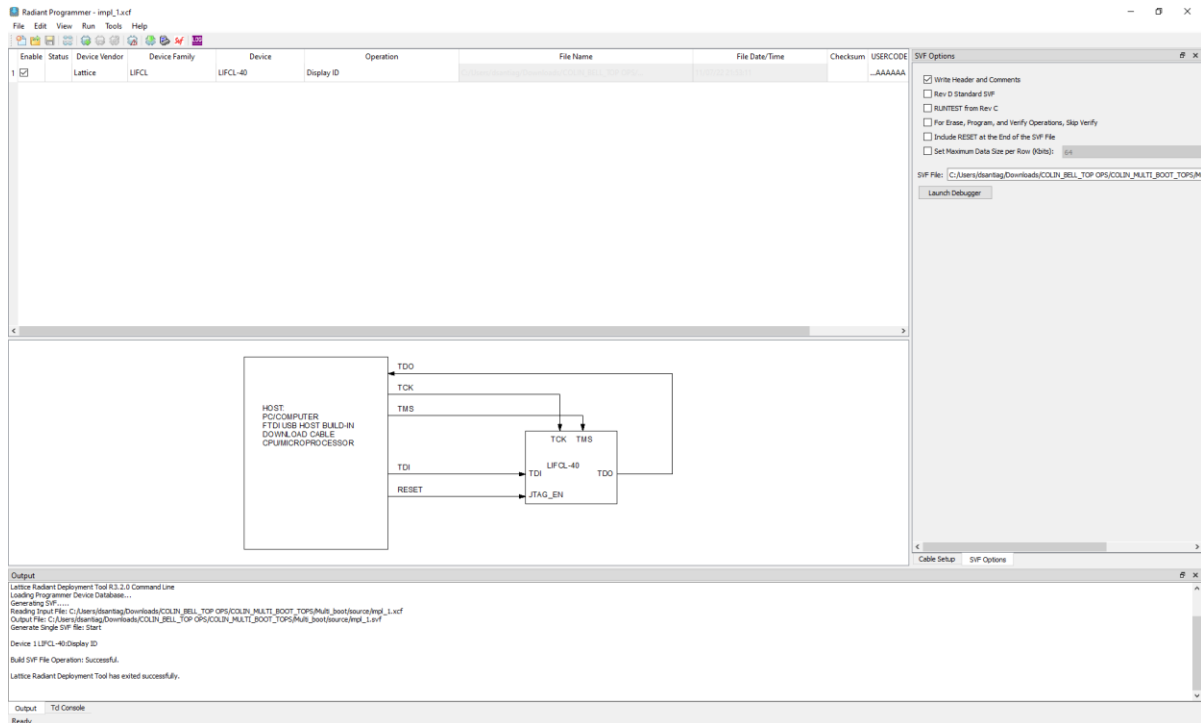 Radiant Programmer - impl_1.xcf
File Edit View Run Tools Help
Enable Status Device Vendor Device Family Device Operation File Name File Date/Time Checksum USERCODE
1 Lattice LIFCL LIFCL-40 Display ID ...AAAAAA
SVF Options
Write Header and Comments
Rev D Standard SVF
RUNTEST from Rev C
For Erase, Program, and Verify Operations, Skip Verify
Include RESET at the End of the SVF File
Set Maximum Data Size per Row (Kbits): 64
SVF File: C:/Users/dsantiag/Downloads/COLIN_BELL_TOP OPS/COLIN_MULTI_BOOT_TOPS/M
Launch Debugger
Cable Setup SVF Options
TDO
TCK
TMS
HOST:
PC/COMPUTER
FTDI USB HOST BUILD-IN
DOWNLOAD CABLE
CPU/MICROPROCESSOR
TCK TMS
LIFCL-40
TDI
TDI TDO
RESET
JTAG_EN
Output
Lattice Radiant Deployment Tool R3.2.0 Command Line
Loading Programmer Device Database...
Generating SVF.....
Reading Input File: C:/Users/dsantiag/Downloads/COLIN_BELL_TOP OPS/COLIN_MULTI_BOOT_TOPS/Multi_boot/source/impl_1.xcf
Output File: C:/Users/dsantiag/Downloads/COLIN_BELL_TOP OPS/COLIN_MULTI_BOOT_TOPS/Multi_boot/source/impl_1.svf
Generate Single SVF file: Start
Device 1 LIFCL-40:Display ID
Build SVF File Operation: Successful.
Lattice Radiant Deployment Tool has exited successfully.
Output Tcl Console
Ready